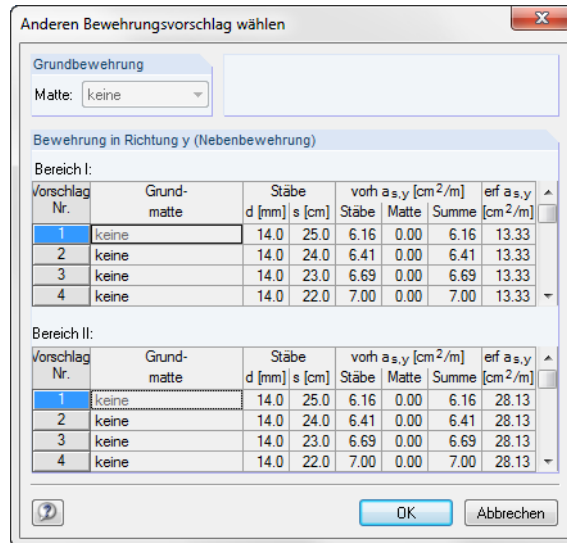 Anderen Bewehrungsvorschlag wählen
Grundbewehrung
Matte: keine
Bewehrung in Richtung y (Nebenbewehrung)
Bereich I:
Vorschlag Grund- Stäbe vorh a s,y [cm²/m] erf a s,y
Nr. matte d [mm] s [cm] Stäbe Matte Summe [cm²/m]
1 keine 14.0 25.0 6.16 0.00 6.16 13.33
2 keine 14.0 24.0 6.41 0.00 6.41 13.33
3 keine 14.0 23.0 6.69 0.00 6.69 13.33
4 keine 14.0 22.0 7.00 0.00 7.00 13.33
Bereich II:
Vorschlag Grund- Stäbe vorh a s,y [cm²/m] erf a s,y
Nr. matte d [mm] s [cm] Stäbe Matte Summe [cm²/m]
1 keine 14.0 25.0 6.16 0.00 6.16 28.13
2 keine 14.0 24.0 6.41 0.00 6.41 28.13
3 keine 14.0 23.0 6.69 0.00 6.69 28.13
4 keine 14.0 22.0 7.00 0.00 7.00 28.13
OK Abbrechen